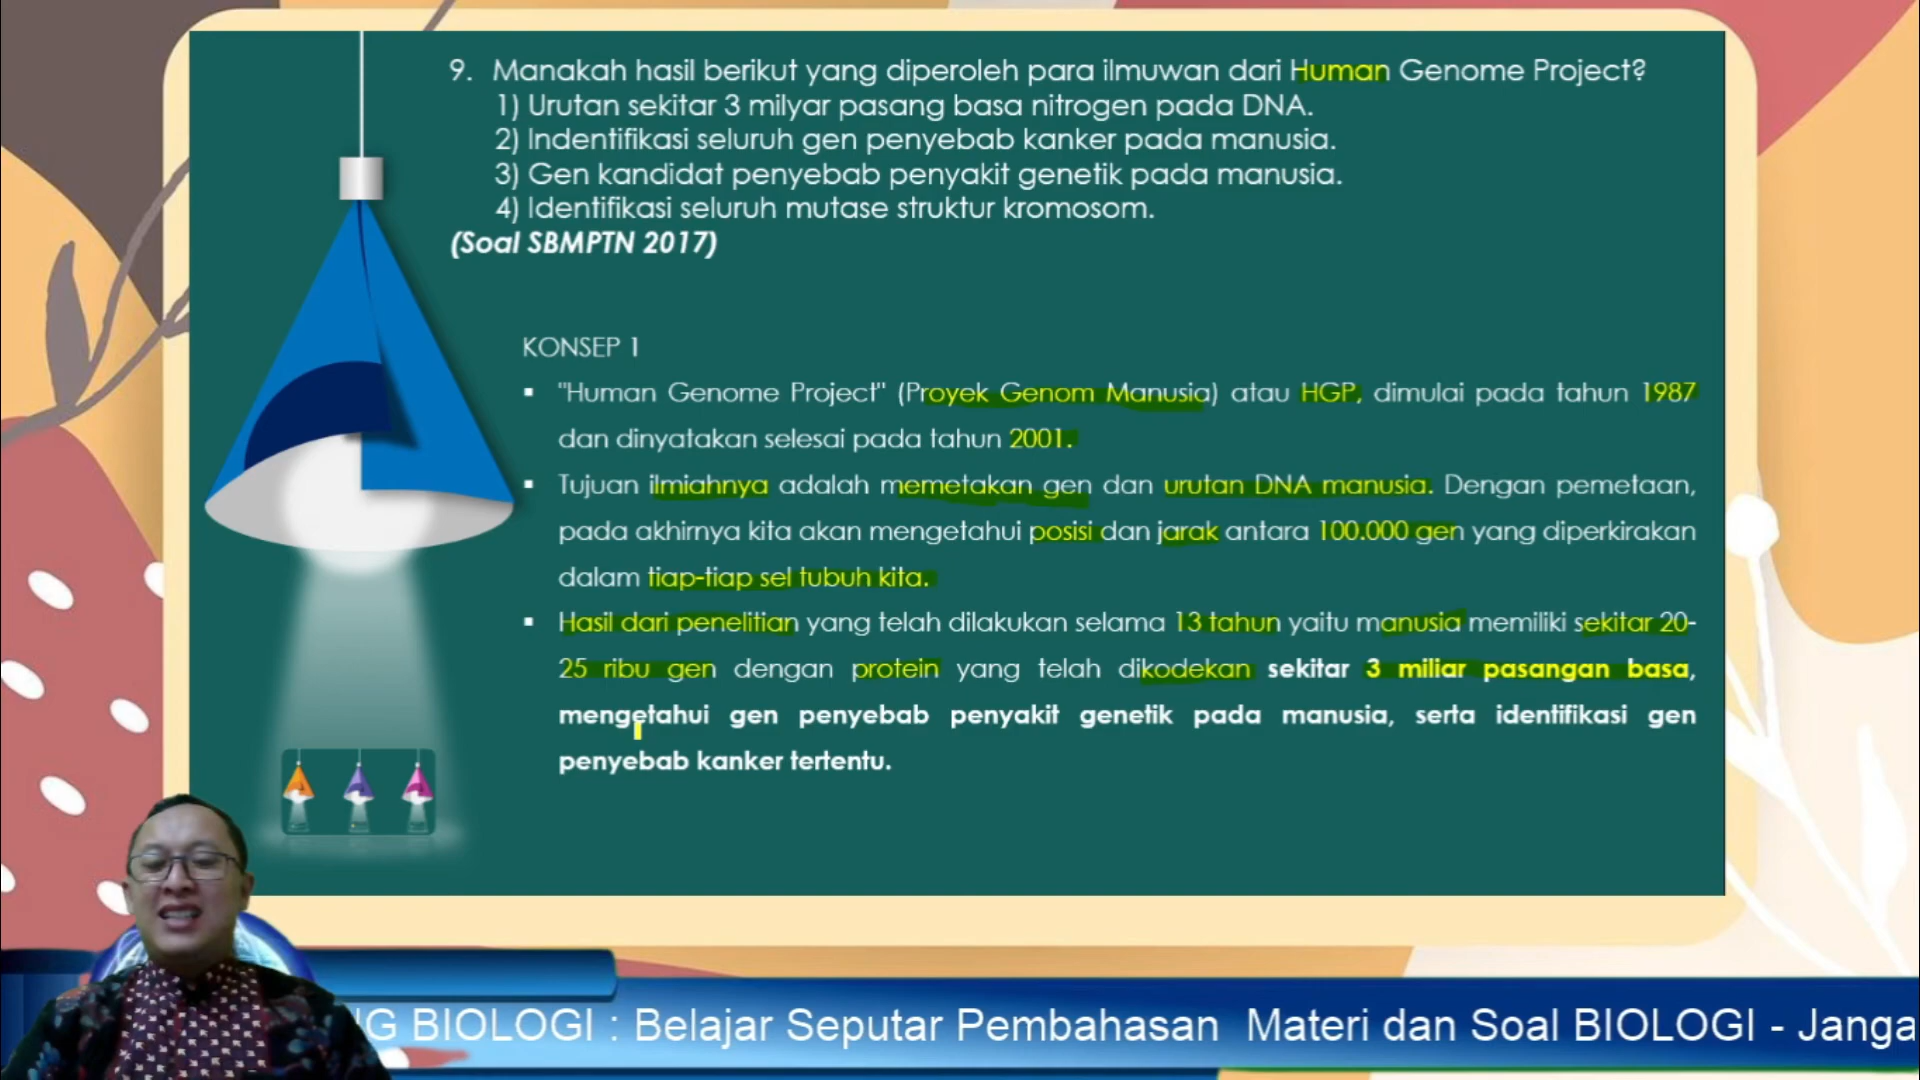 9. Manakah hasil berikut yang diperoleh para ilmuwan dari Human Genome Project?
1) Urutan sekitar 3 milyar pasang basa nitrogen pada DNA.
2) Indentifikasi seluruh gen penyebab kanker pada manusia.
3) Gen kandidat penyebab penyakit genetik pada manusia.
4) Identifikasi seluruh mutase struktur kromosom.
(Soal SBMPTN 2017)
KONSEP 1
▪ "Human Genome Project" (Proyek Genom Manusia) atau HGP, dimulai pada tahun 1987
dan dinyatakan selesai pada tahun 2001.
▪ Tujuan ilmiahnya adalah memetakan gen dan urutan DNA manusia. Dengan pemetaan,
pada akhirnya kita akan mengetahui posisi dan jarak antara 100.000 gen yang diperkirakan
dalam tiap-tiap sel tubuh kita.
▪ Hasil dari penelitian yang telah dilakukan selama 13 tahun yaitu manusia memiliki sekitar 20-
25 ribu gen dengan protein yang telah dikodekan sekitar 3 miliar pasangan basa,
mengetahui gen penyebab penyakit genetik pada manusia, serta identifikasi gen
penyebab kanker tertentu.
G BIOLOGI : Belajar Seputar Pembahasan Materi dan Soal BIOLOGI - Janga